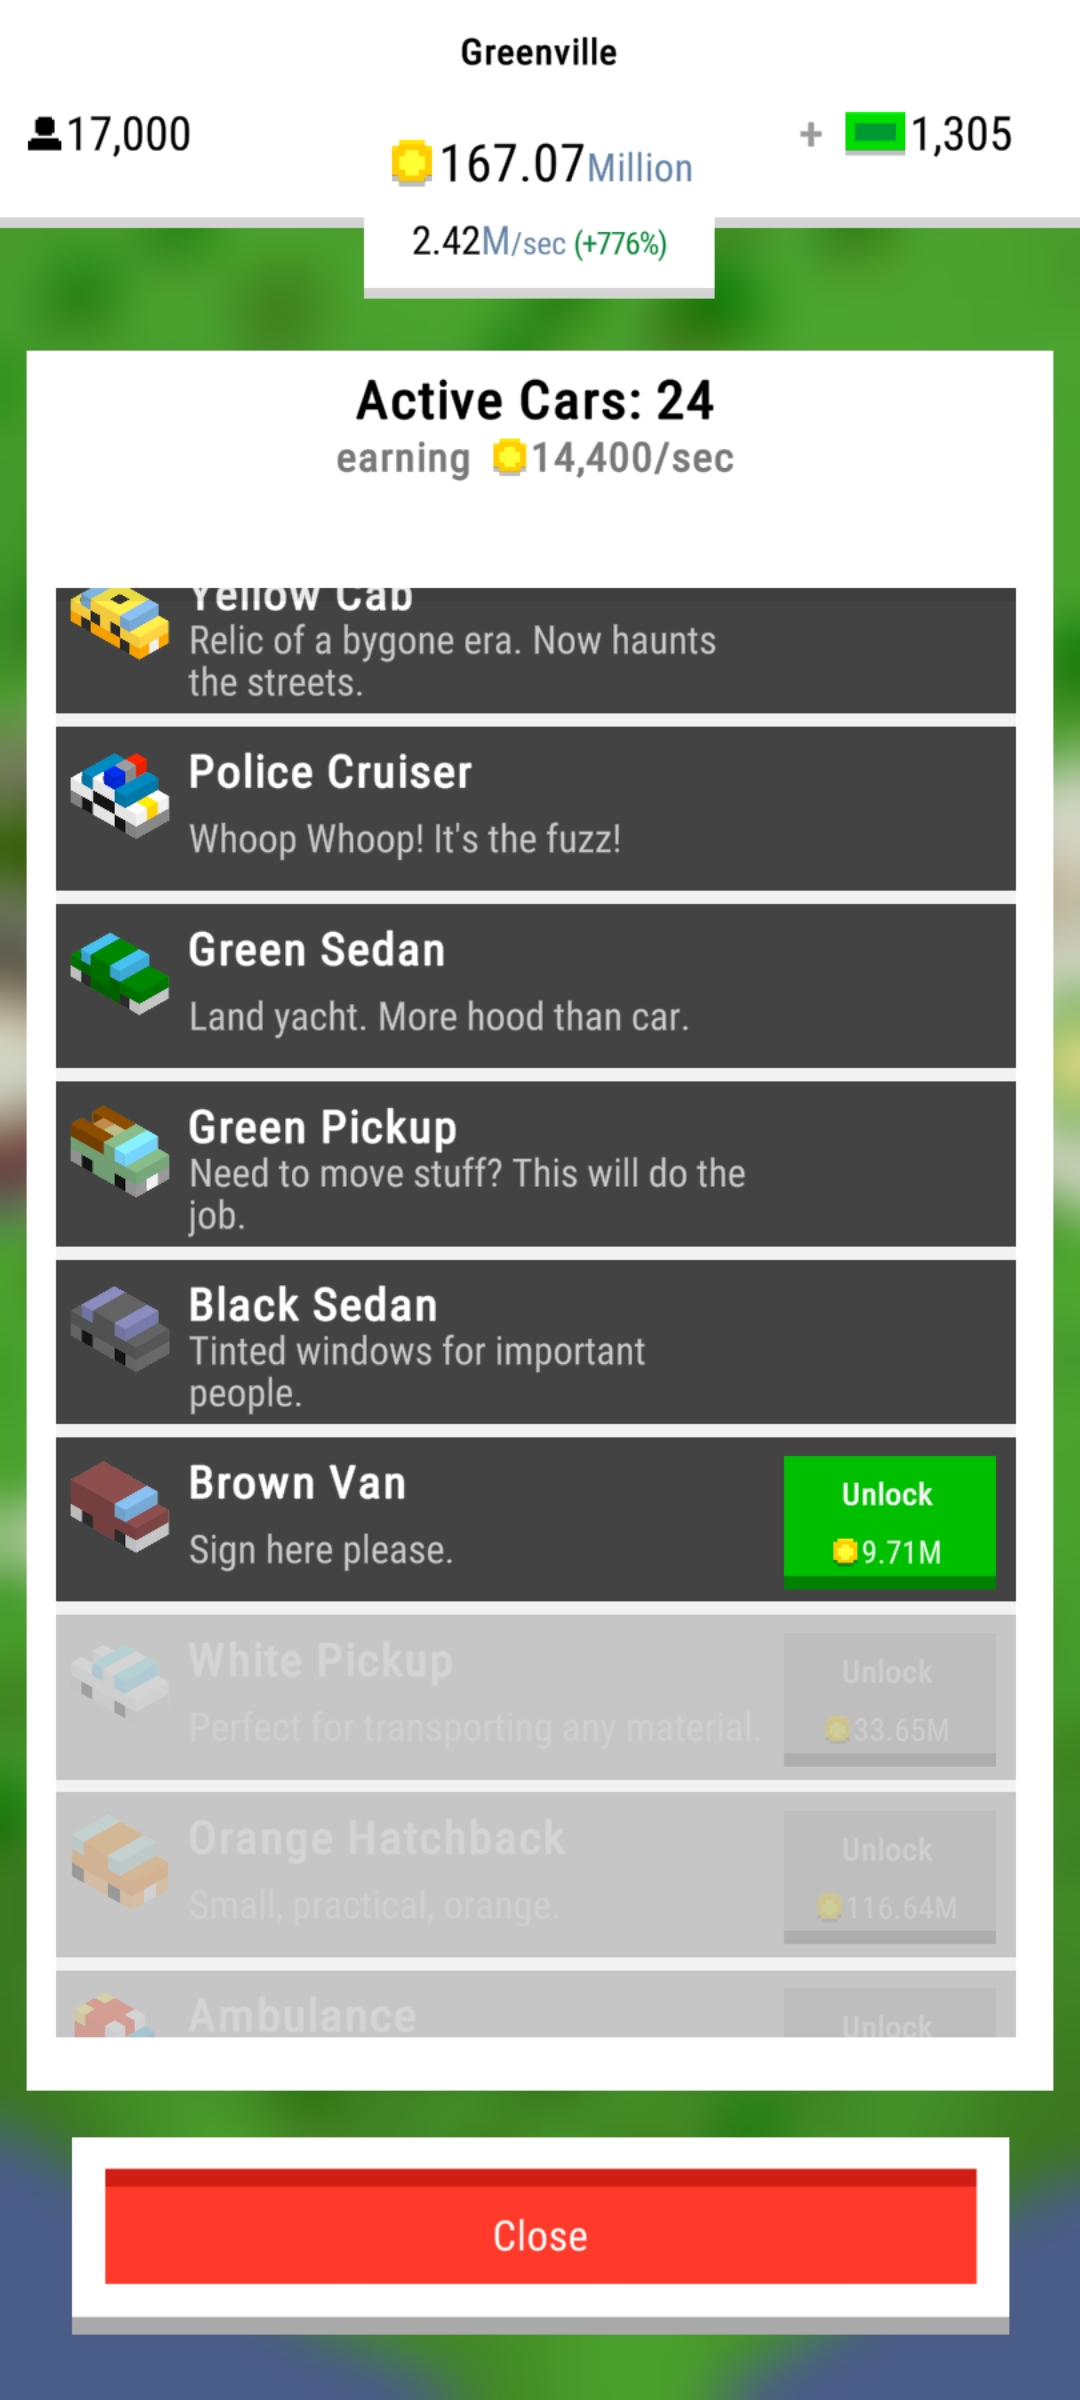 Greenville
17,000
167.07Million
+ 1,305
2.42M/sec (+776%)
Active Cars: 24
earning 14,400/sec
Yellow Cab
Relic of a bygone era. Now haunts
the streets.
Police Cruiser
Whoop Whoop! It's the fuzz!
Green Sedan
Land yacht. More hood than car.
Green Pickup
Need to move stuff? This will do the
job.
Black Sedan
Tinted windows for important
people.
Brown Van
Sign here please.
Unlock
9.71M
White Pickup
Perfect for transporting any material.
Unlock
33.65M
Orange Hatchback
Small, practical, orange.
Unlock
116.64M
Ambulance
Unlock
Close